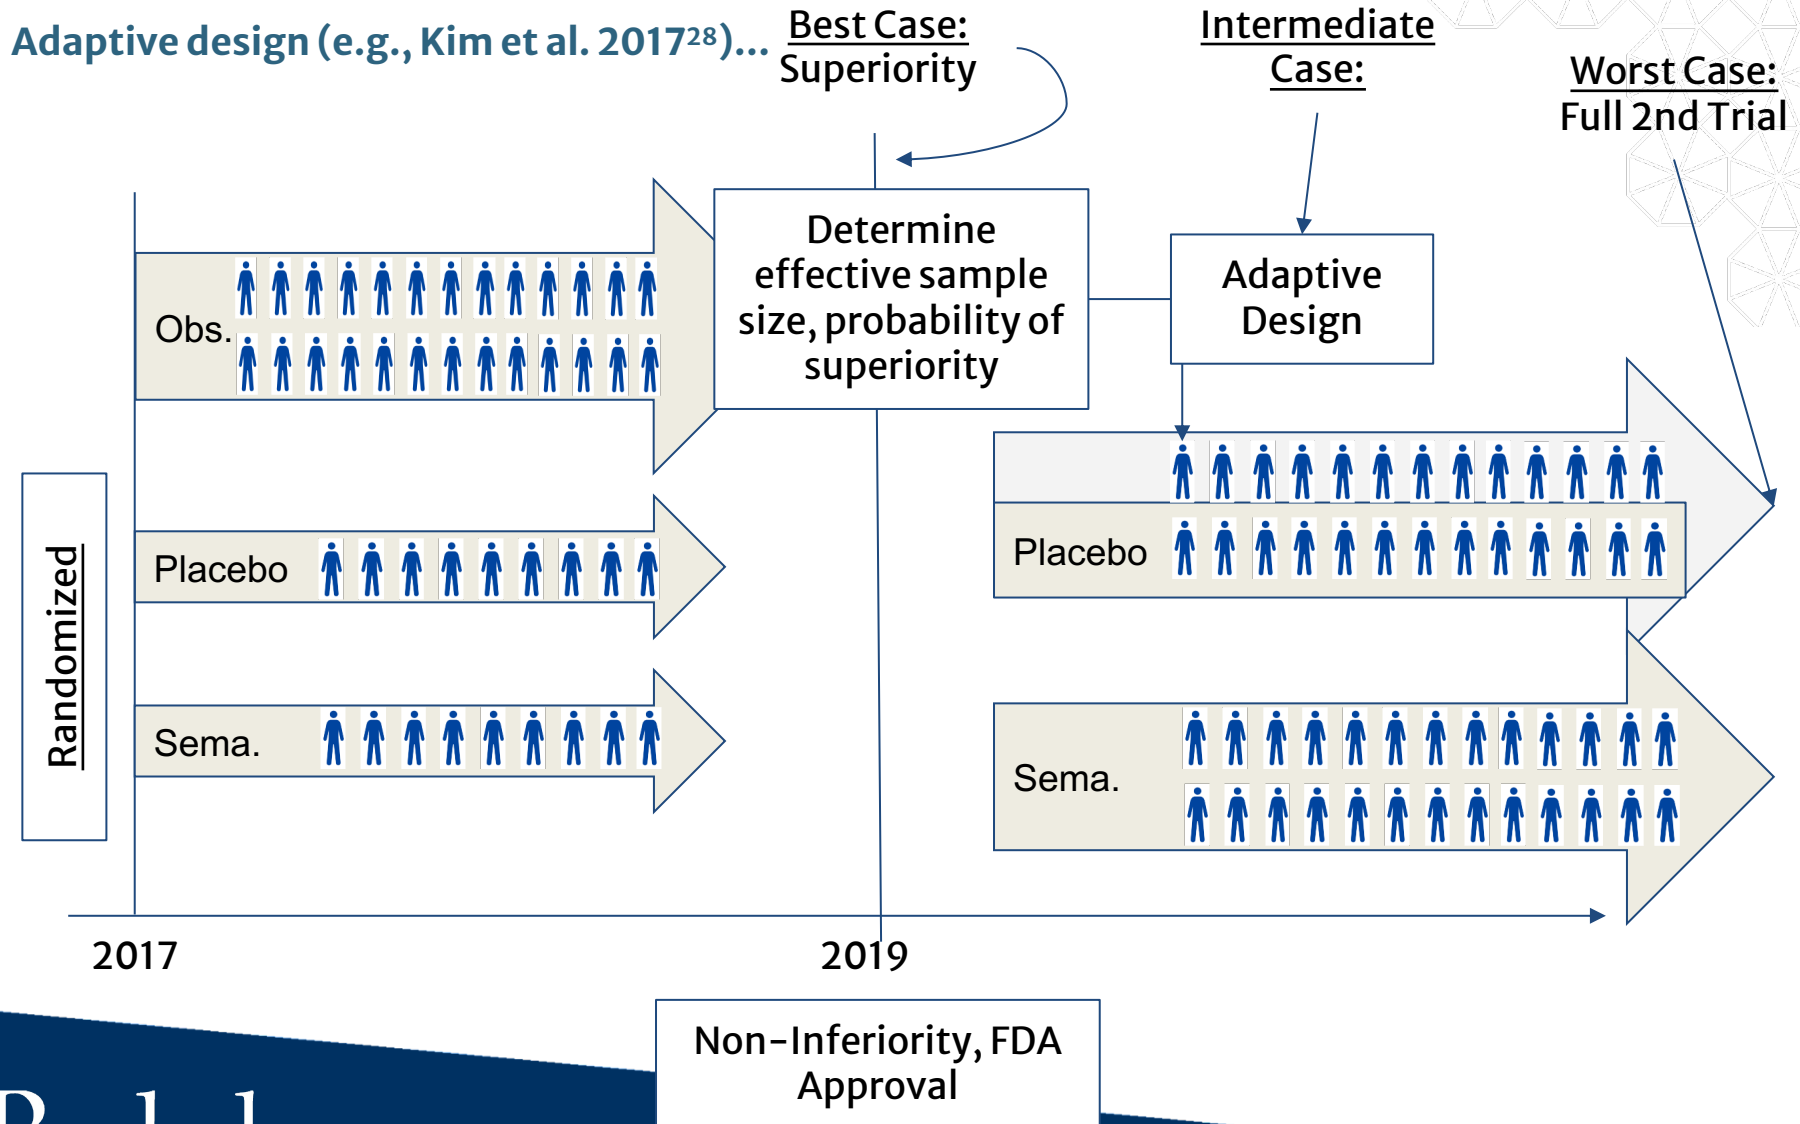 Adaptive design (e.g., Kim et al. 2017²⁸)...
Best Case:
Superiority
Intermediate
Case:
Worst Case:
Full 2nd Trial
Determine
effective sample
size, probability of
superiority
Adaptive
Design
Obs.
Placebo
Sema.
Randomized
Placebo
Sema.
2017
2019
Non-Inferiority, FDA
Approval